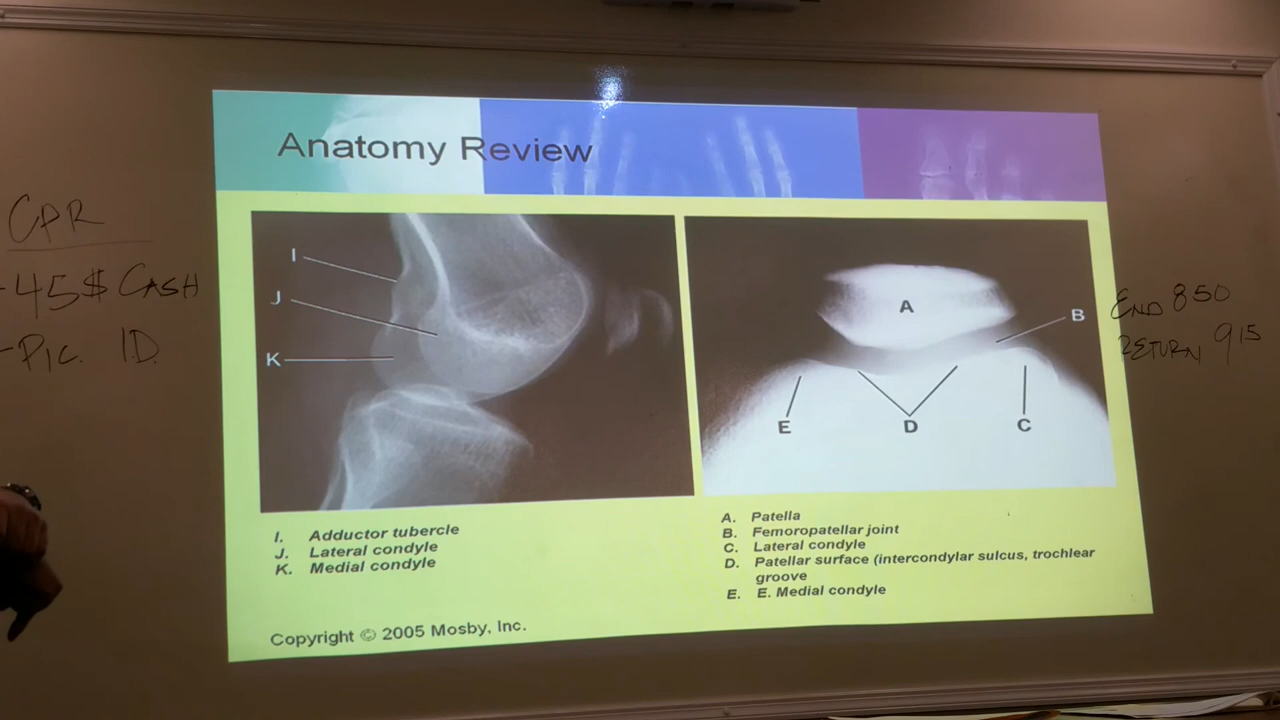 Anatomy Review
CPR
-45$ CASH
-PIC. I.D.
I
J
K
A
B
E
D
C
END 850
RETURN 915
I. Adductor tubercle
J. Lateral condyle
K. Medial condyle
A. Patella
B. Femoropatellar joint
C. Lateral condyle
D. Patellar surface (intercondylar sulcus, trochlear
groove
E. E. Medial condyle
Copyright © 2005 Mosby, Inc.